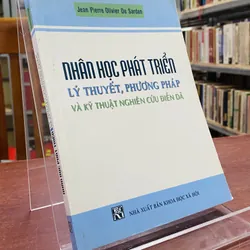 Jean Pierre Olivier De Sardan
NHÂN HỌC PHÁT TRIỂN
LÝ THUYẾT, PHƯƠNG PHÁP
VÀ KỸ THUẬT NGHIÊN CỨU ĐIỀN DÃ
NHÀ XUẤT BẢN KHOA HỌC XÃ HỘI